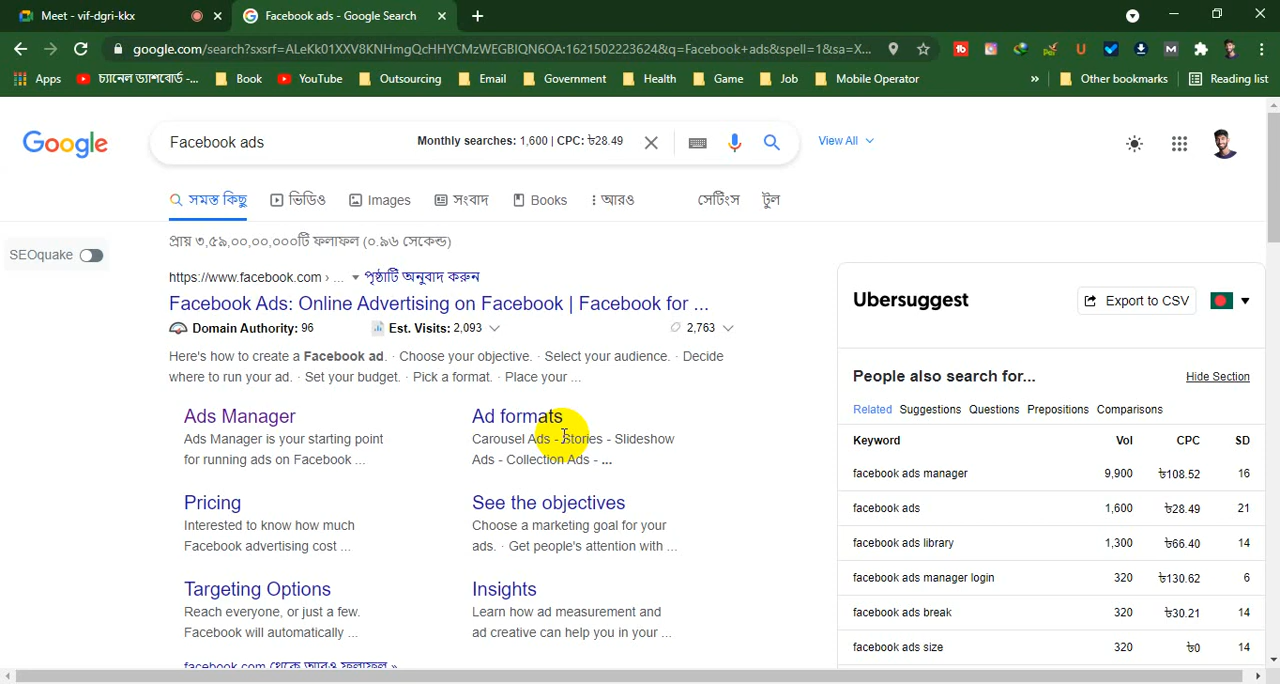 Meet - vif-dgri-kkx
Facebook ads - Google Search
google.com/search?sxsrf=ALeKk01XXV8KNHmgQcHHYCMzWEGBIQN6OA:1621502223624&q=Facebook+ads&spell=1&sa=X...
Apps
চ্যানেল ড্যাশবোর্ড -...
Book
YouTube
Outsourcing
Email
Government
Health
Game
Job
Mobile Operator
»
Other bookmarks
Reading list
Google
Facebook ads
Monthly searches: 1,600 | CPC: ৳28.49
View All
সমস্ত কিছু
ভিডিও
Images
সংবাদ
Books
আরও
সেটিংস
টুল
SEOquake
প্রায় ৩,৫৯,০০,০০,০০০টি ফলাফল (০.৯৬ সেকেন্ড)
https://www.facebook.com › ... পৃষ্ঠাটি অনুবাদ করুন
Facebook Ads: Online Advertising on Facebook | Facebook for ...
Domain Authority: 96 Est. Visits: 2,093 2,763
Here's how to create a Facebook ad. · Choose your objective. · Select your audience. · Decide
where to run your ad. · Set your budget. · Pick a format. · Place your ...
Ads Manager
Ads Manager is your starting point
for running ads on Facebook ...
Ad formats
Carousel Ads - Stories - Slideshow
Ads - Collection Ads - ...
Pricing
Interested to know how much
Facebook advertising cost ...
See the objectives
Choose a marketing goal for your
ads. · Get people's attention with ...
Targeting Options
Reach everyone, or just a few.
Facebook will automatically ...
Insights
Learn how ad measurement and
ad creative can help you in your ...
facebook.com থেকে আরও ফলাফল »
Ubersuggest
Export to CSV
People also search for...
Hide Section
Related Suggestions Questions Prepositions Comparisons
Keyword Vol CPC SD
facebook ads manager 9,900 ৳108.52 16
facebook ads 1,600 ৳28.49 21
facebook ads library 1,300 ৳66.40 14
facebook ads manager login 320 ৳130.62 6
facebook ads break 320 ৳30.21 14
facebook ads size 320 ৳0 14